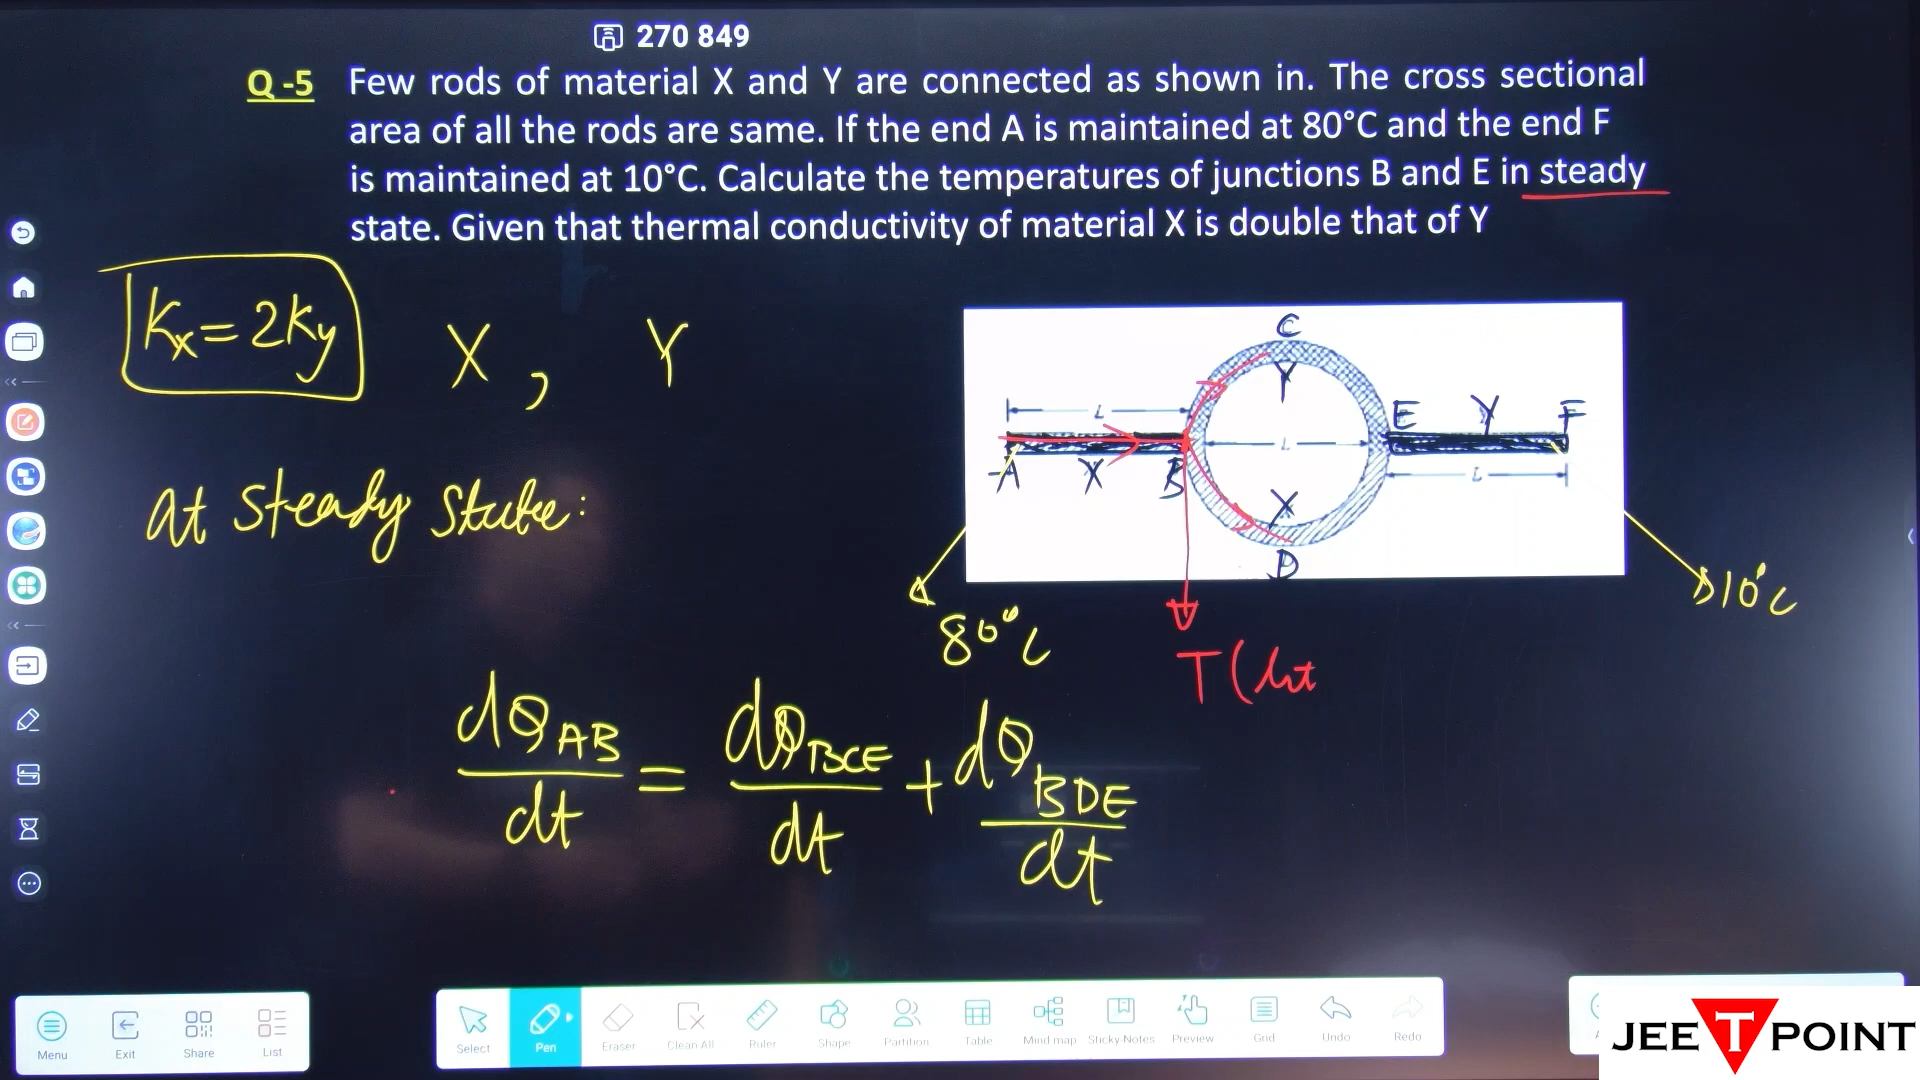 270 849
Q -5 Few rods of material X and Y are connected as shown in. The cross sectional
area of all the rods are same. If the end A is maintained at 80°C and the end F
is maintained at 10°C. Calculate the temperatures of junctions B and E in steady
state. Given that thermal conductivity of material X is double that of Y
Kx = 2Ky X , Y
C
Y
L
L
E Y F
A X B
L
X
D
at steady state:
80°C
10°C
T(let
dQAB/dt = dQBCE/dt + dQBDE/dt
Menu Exit Share List
Select Pen Eraser Clean All Ruler Shape Partition Table Mind map Sticky Notes Preview Grid Undo Redo
JEE T POINT